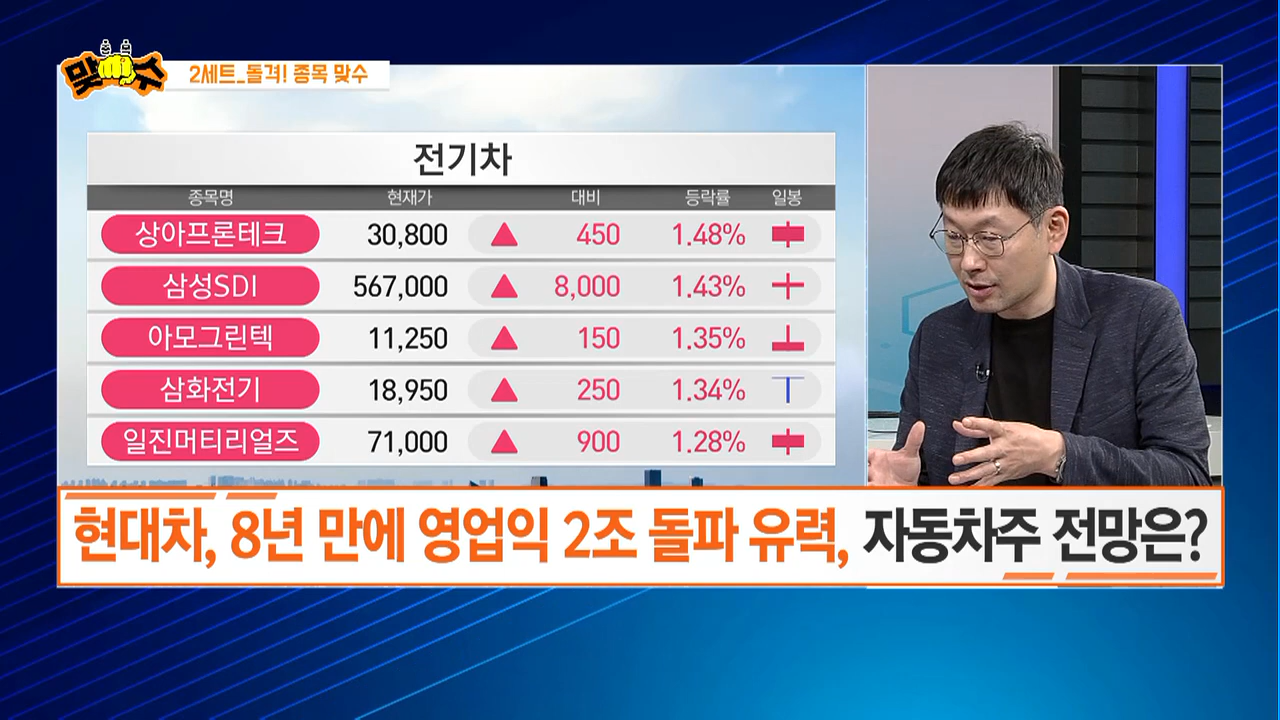 맞수
2세트_돌격! 종목 맞수
전기차
종목명 현재가 대비 등락률 일봉
상아프론테크 30,800 ▲ 450 1.48%
삼성SDI 567,000 ▲ 8,000 1.43%
아모그린텍 11,250 ▲ 150 1.35%
삼화전기 18,950 ▲ 250 1.34%
일진머티리얼즈 71,000 ▲ 900 1.28%
현대차, 8년 만에 영업익 2조 돌파 유력, 자동차주 전망은?